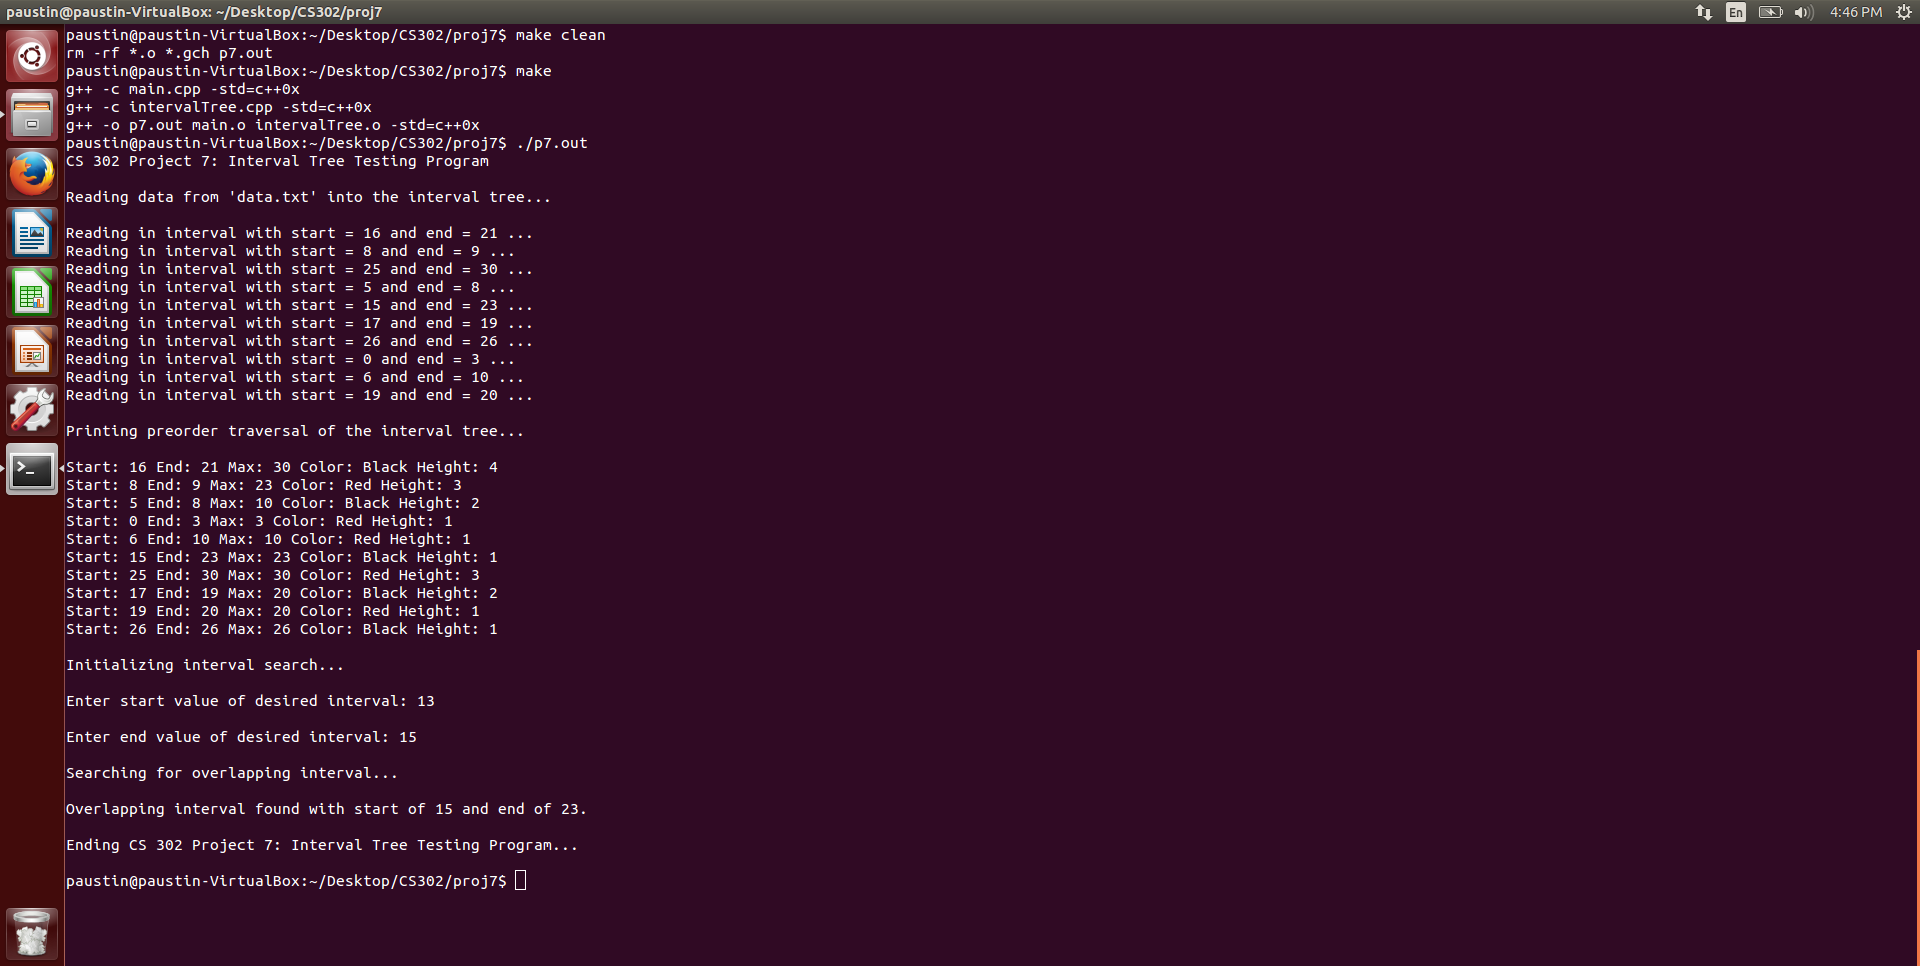 paustin@paustin-VirtualBox: ~/Desktop/CS302/proj7
En
4:46 PM
paustin@paustin-VirtualBox:~/Desktop/CS302/proj7$ make clean
rm -rf *.o *.gch p7.out
paustin@paustin-VirtualBox:~/Desktop/CS302/proj7$ make
g++ -c main.cpp -std=c++0x
g++ -c intervalTree.cpp -std=c++0x
g++ -o p7.out main.o intervalTree.o -std=c++0x
paustin@paustin-VirtualBox:~/Desktop/CS302/proj7$ ./p7.out
CS 302 Project 7: Interval Tree Testing Program
Reading data from 'data.txt' into the interval tree...
Reading in interval with start = 16 and end = 21 ...
Reading in interval with start = 8 and end = 9 ...
Reading in interval with start = 25 and end = 30 ...
Reading in interval with start = 5 and end = 8 ...
Reading in interval with start = 15 and end = 23 ...
Reading in interval with start = 17 and end = 19 ...
Reading in interval with start = 26 and end = 26 ...
Reading in interval with start = 0 and end = 3 ...
Reading in interval with start = 6 and end = 10 ...
Reading in interval with start = 19 and end = 20 ...
Printing preorder traversal of the interval tree...
Start: 16 End: 21 Max: 30 Color: Black Height: 4
Start: 8 End: 9 Max: 23 Color: Red Height: 3
Start: 5 End: 8 Max: 10 Color: Black Height: 2
Start: 0 End: 3 Max: 3 Color: Red Height: 1
Start: 6 End: 10 Max: 10 Color: Red Height: 1
Start: 15 End: 23 Max: 23 Color: Black Height: 1
Start: 25 End: 30 Max: 30 Color: Red Height: 3
Start: 17 End: 19 Max: 20 Color: Black Height: 2
Start: 19 End: 20 Max: 20 Color: Red Height: 1
Start: 26 End: 26 Max: 26 Color: Black Height: 1
Initializing interval search...
Enter start value of desired interval: 13
Enter end value of desired interval: 15
Searching for overlapping interval...
Overlapping interval found with start of 15 and end of 23.
Ending CS 302 Project 7: Interval Tree Testing Program...
paustin@paustin-VirtualBox:~/Desktop/CS302/proj7$